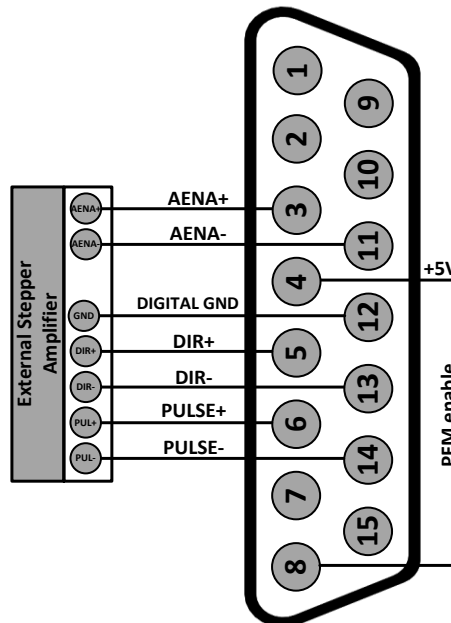 External Stepper
Amplifier
AENA+
AENA-
GND
DIR+
DIR-
PUL+
PUL-
AENA+
AENA-
DIGITAL GND
DIR+
DIR-
PULSE+
PULSE-
1
2
3
4
5
6
7
8
9
10
11
12
13
14
15
+5V
PFM enable